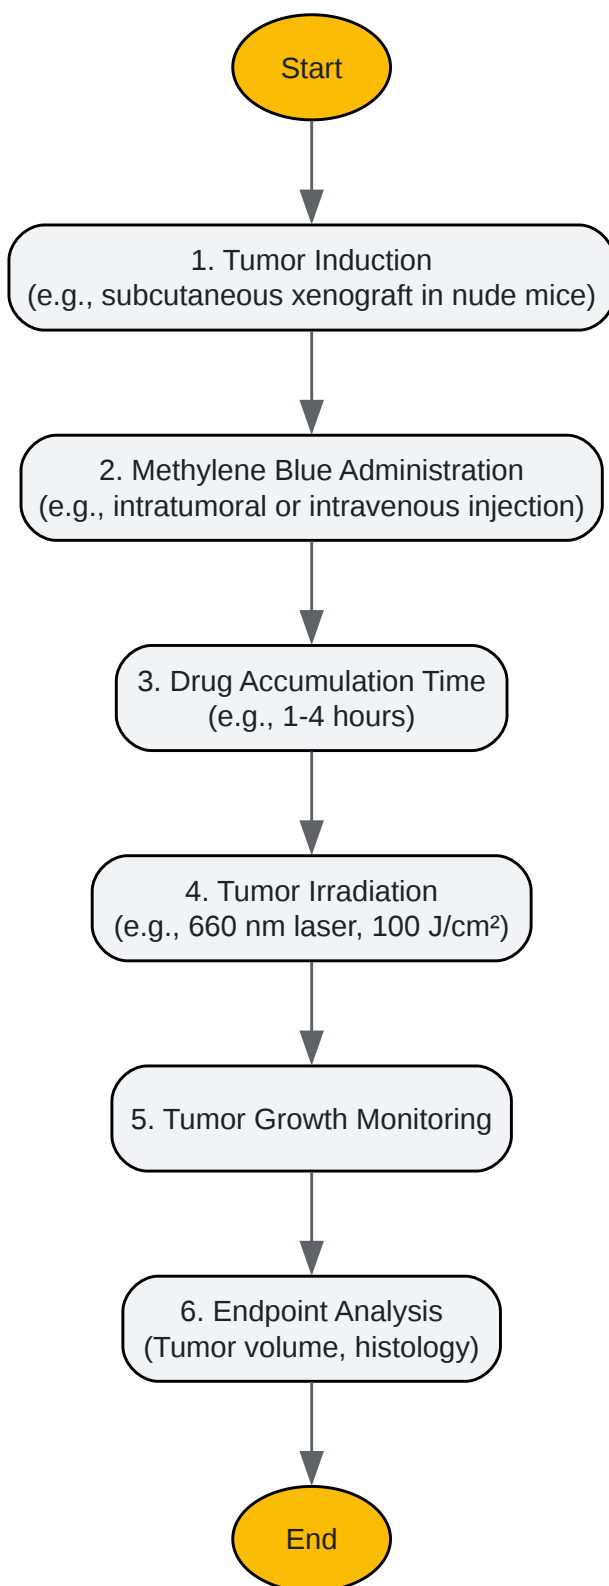 Start
1. Tumor Induction
(e.g., subcutaneous xenograft in nude mice)
2. Methylene Blue Administration
(e.g., intratumoral or intravenous injection)
3. Drug Accumulation Time
(e.g., 1-4 hours)
4. Tumor Irradiation
(e.g., 660 nm laser, 100 J/cm²)
5. Tumor Growth Monitoring
6. Endpoint Analysis
(Tumor volume, histology)
End